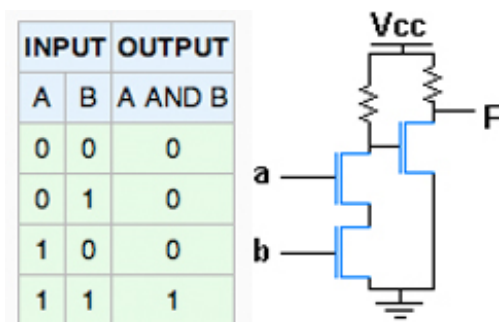 INPUT OUTPUT
A B A AND B
0 0 0
0 1 0
1 0 0
1 1 1
Vcc
F
a
b